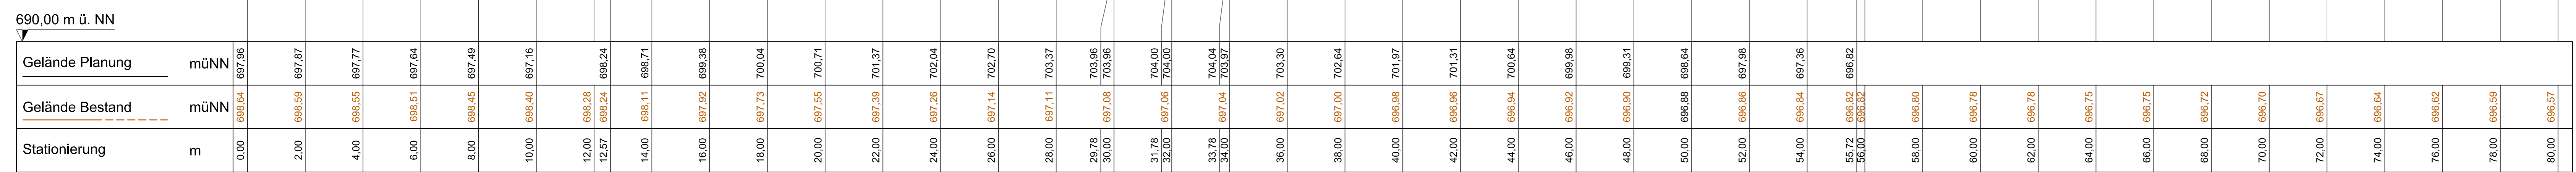 690,00 m ü. NN
Gelände Planung müNN 697,96 697,87 697,77 697,64 697,49 697,16 698,24 698,71 699,38 700,04 700,71 701,37 702,04 702,70 703,37 703,96 703,96 704,00 704,00 704,04 703,97 703,30 702,64 701,97 701,31 700,64 699,98 699,31 698,64 697,98 697,36 696,82
Gelände Bestand müNN 698,64 698,59 698,55 698,51 698,45 698,40 698,28 698,24 698,11 697,92 697,73 697,55 697,39 697,26 697,14 697,11 697,08 697,06 697,04 697,02 697,00 696,98 696,96 696,94 696,92 696,90 696,88 696,86 696,84 696,82 696,82 696,80 696,78 696,78 696,75 696,75 696,72 696,70 696,67 696,64 696,62 696,59 696,57
Stationierung m 0,00 2,00 4,00 6,00 8,00 10,00 12,00 12,57 14,00 16,00 18,00 20,00 22,00 24,00 26,00 28,00 29,78 30,00 31,78 32,00 33,78 34,00 36,00 38,00 40,00 42,00 44,00 46,00 48,00 50,00 52,00 54,00 55,72 56,00 58,00 60,00 62,00 64,00 66,00 68,00 70,00 72,00 74,00 76,00 78,00 80,00